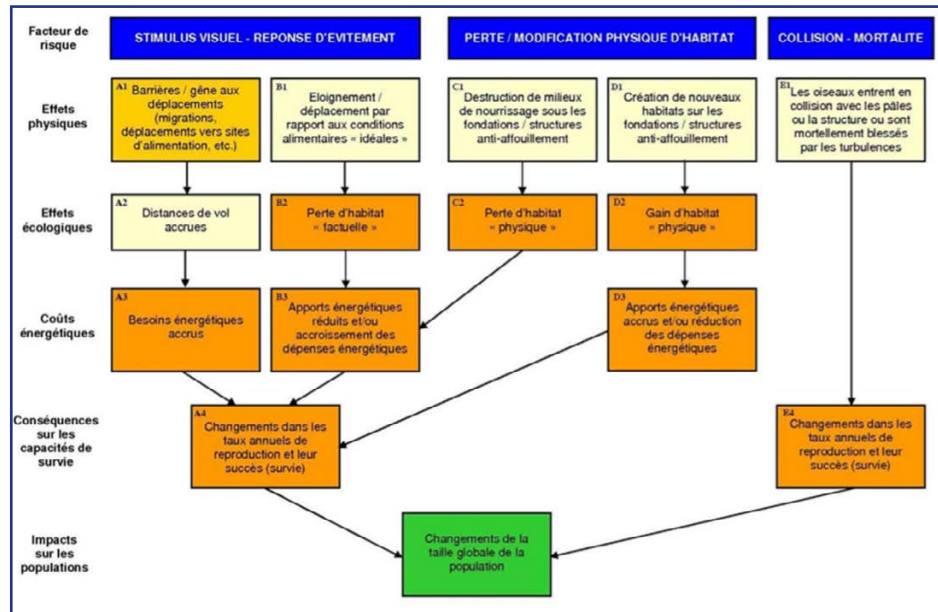 Facteur de
risque
STIMULUS VISUEL - REPONSE D'EVITEMENT
PERTE / MODIFICATION PHYSIQUE D'HABITAT
COLLISION - MORTALITE
Effets
physiques
A1
Barrières / gêne aux
déplacements
(migrations,
déplacements vers sites
d'alimentation, etc.)
B1
Eloignement /
déplacement par
rapport aux conditions
alimentaires « idéales »
C1
Destruction de milieux
de nourrissage sous les
fondations / structures
anti-affouillement
D1
Création de nouveaux
habitats sur les
fondations / structures
anti-affouillement
E1
Les oiseaux entrent en
collision avec les pâles
ou la structure ou sont
mortellement blessés
par les turbulences
Effets
écologiques
A2
Distances de vol
accrues
B2
Perte d'habitat
« factuelle »
C2
Perte d'habitat
« physique »
D2
Gain d'habitat
« physique »
Coûts
énergétiques
A3
Besoins énergétiques
accrus
B3
Apports énergétiques
réduits et/ou
accroissement des
dépenses énergétiques
D3
Apports énergétiques
accrus et/ou réduction
des dépenses
énergétiques
Conséquences
sur les
capacités de
survie
A4
Changements dans les
taux annuels de
reproduction et leur
succès (survie)
E4
Changements dans les
taux annuels de
reproduction et leur
succès (survie)
Impacts
sur les
populations
Changements de la
taille globale de la
population